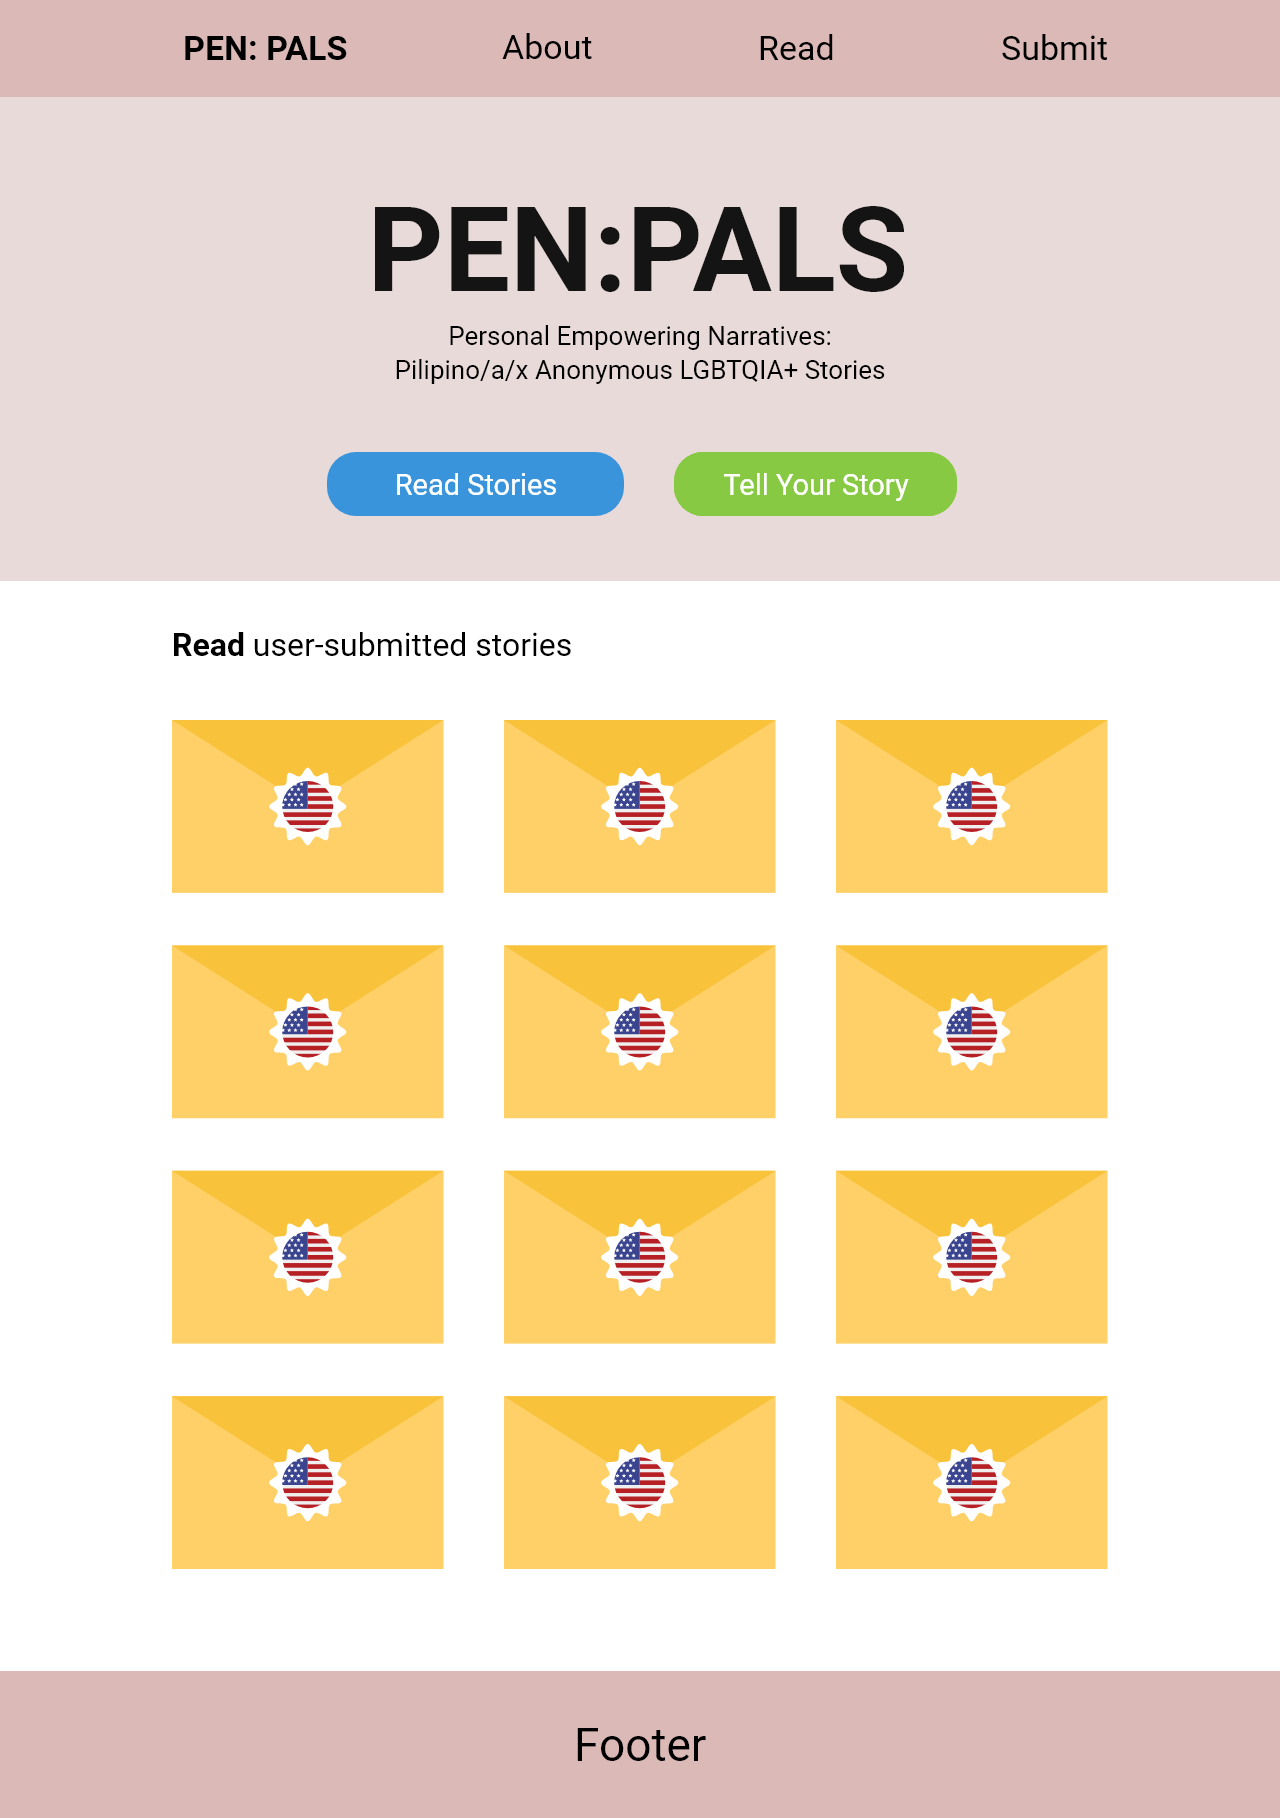 PEN: PALS About Read Submit
PEN:PALS
Personal Empowering Narratives:
Pilipino/a/x Anonymous LGBTQIA+ Stories
Read Stories Tell Your Story
Read user-submitted stories
Footer